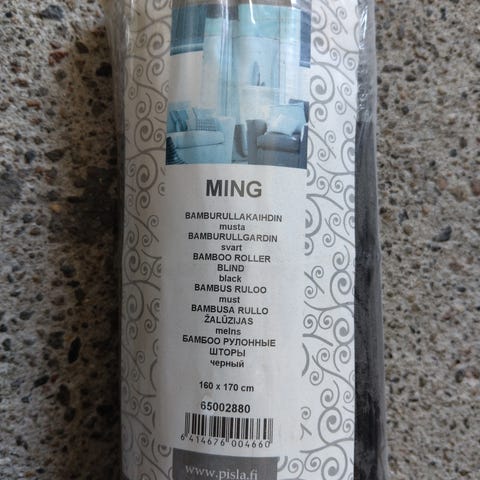 MING
BAMBURULLAKAIHDIN
musta
BAMBURULLGARDIN
svart
BAMBOO ROLLER
BLIND
black
BAMBUS RULOO
must
BAMBUSA RULLO
ŽALŪZIJAS
melns
БАМБОО РУЛОННЫЕ
ШТОРЫ
черный
160 x 170 cm
65002880
6 414676 004660
www.pisla.fi